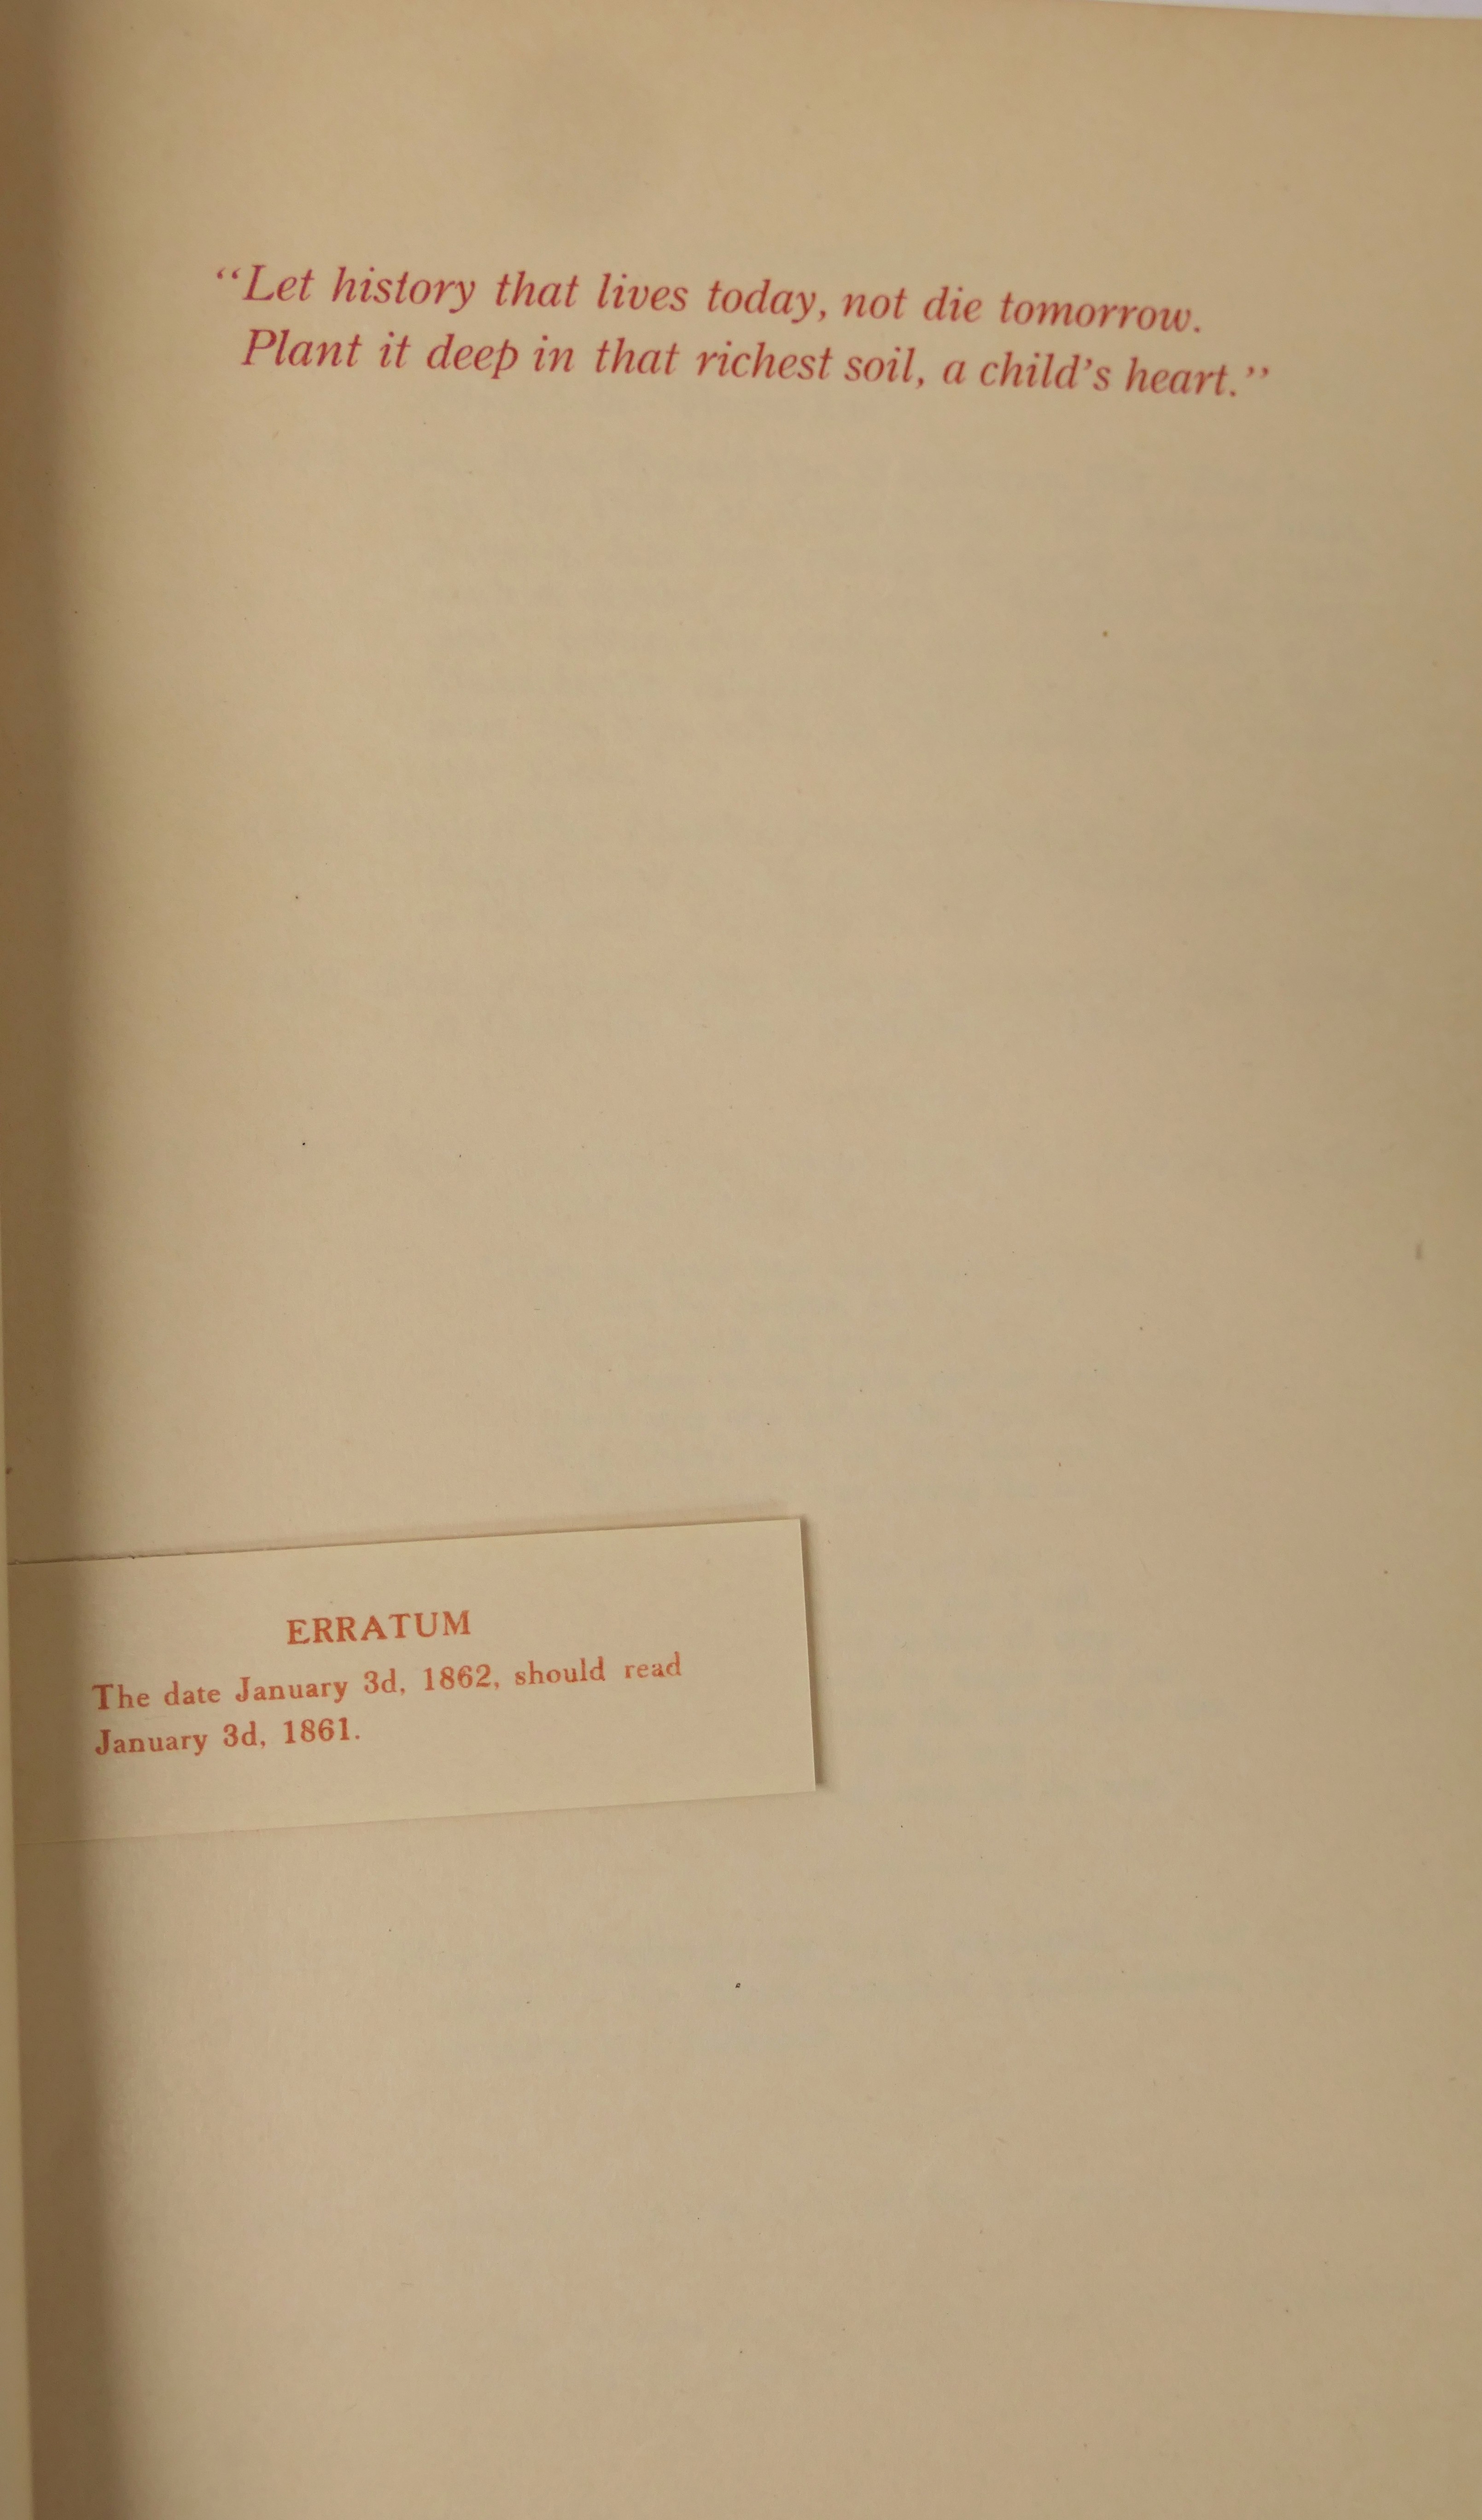 “Let history that lives today, not die tomorrow.
Plant it deep in that richest soil, a child’s heart.”
ERRATUM
The date January 3d, 1862, should read
January 3d, 1861.